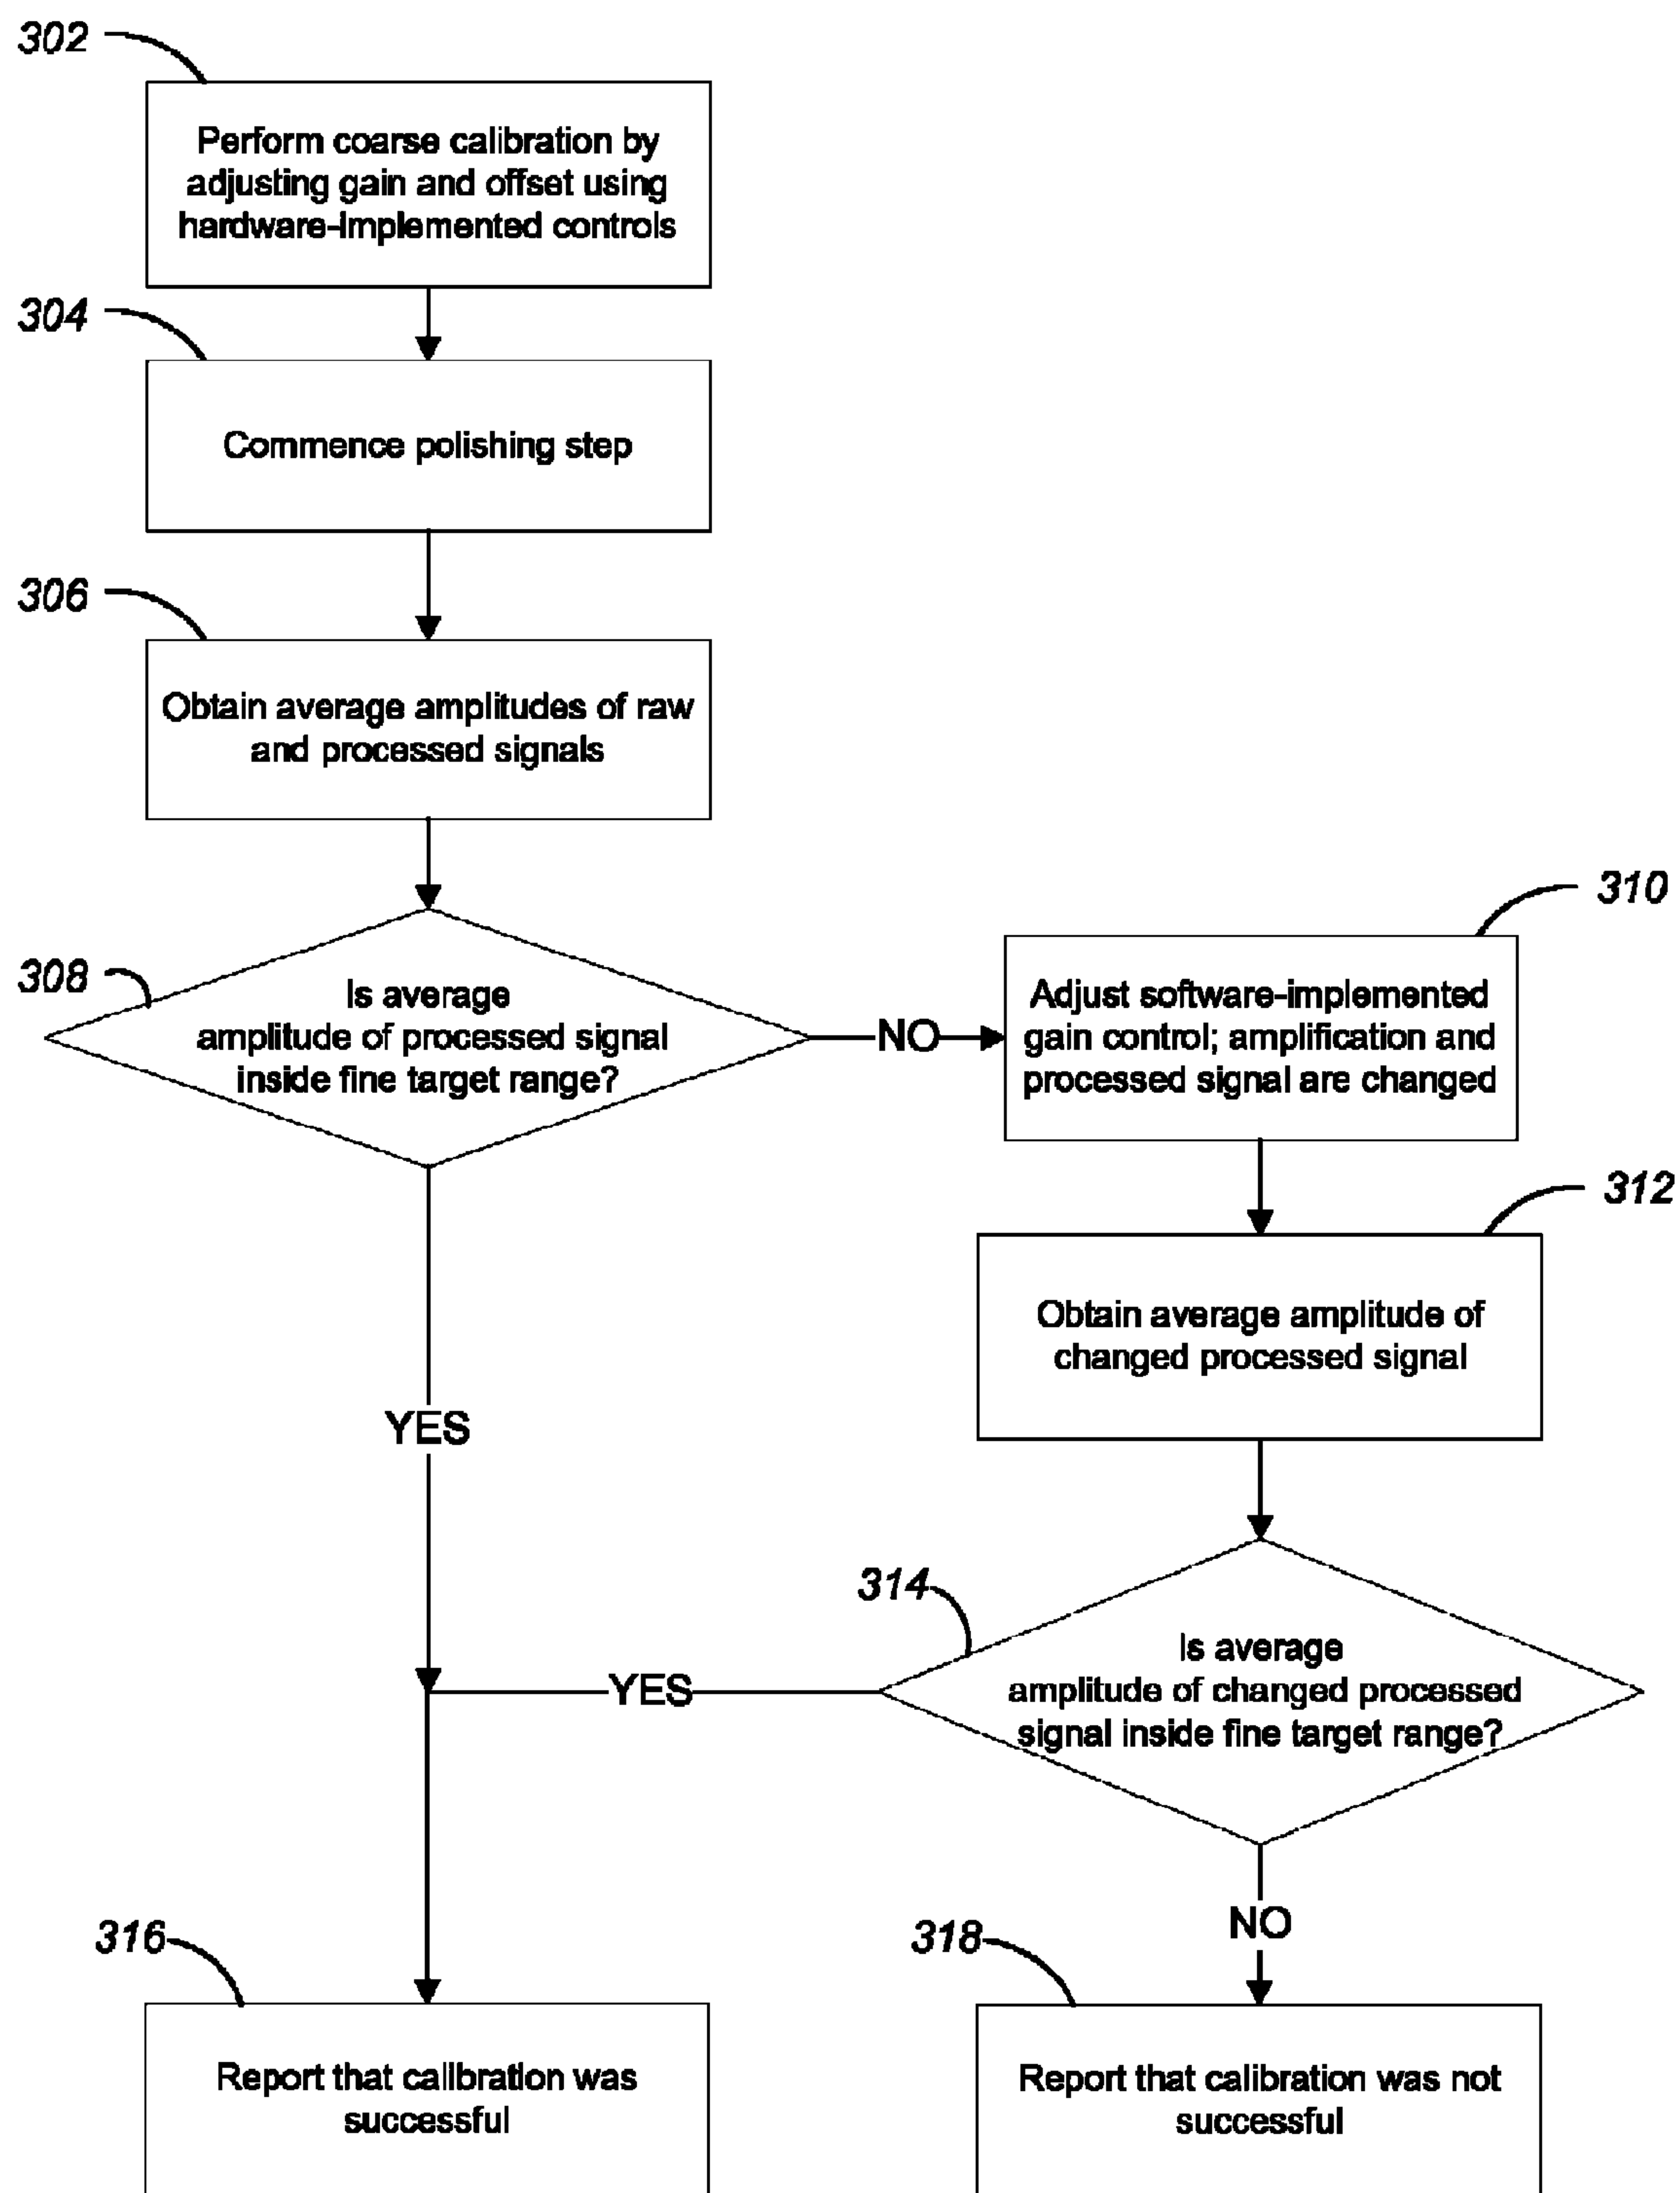 302
Perform coarse calibration by
adjusting gain and offset using
hardware-implemented controls
304
Commence polishing step
306
Obtain average amplitudes of raw
and processed signals
308
Is average
amplitude of processed signal
inside fine target range?
NO
310
Adjust software-implemented
gain control; amplification and
processed signal are changed
312
Obtain average amplitude of
changed processed signal
YES
314
Is average
amplitude of changed processed
signal inside fine target range?
YES
NO
316
Report that calibration was
successful
318
Report that calibration was not
successful